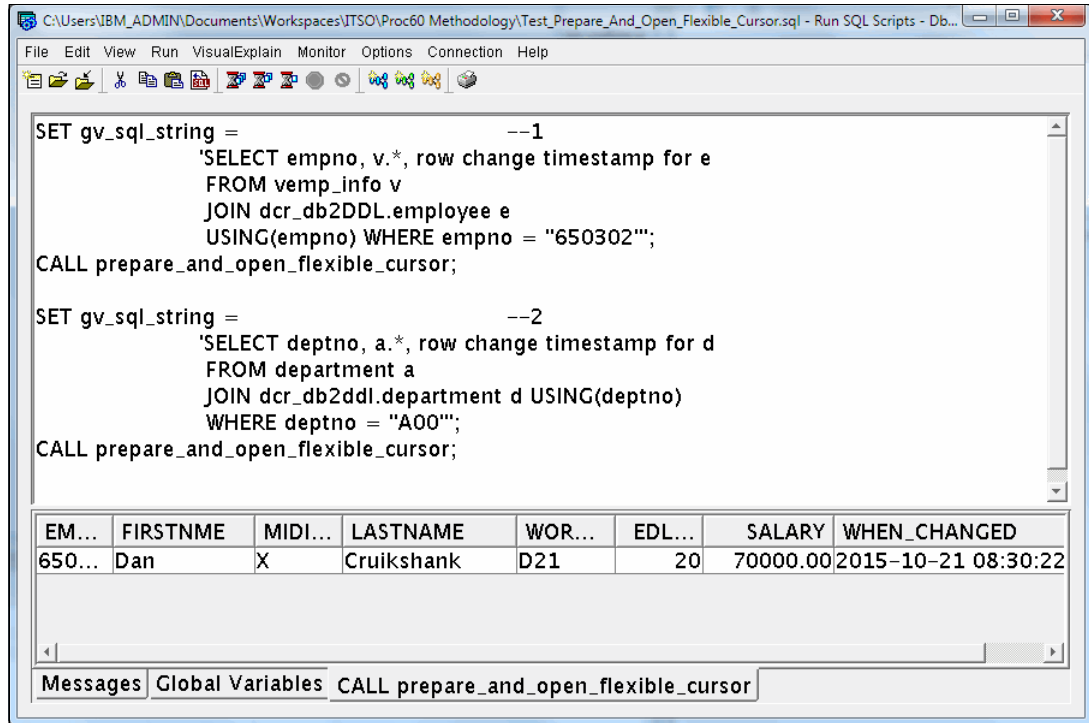 C:\Users\IBM_ADMIN\Documents\Workspaces\ITSO\Proc60 Methodology\Test_Prepare_And_Open_Flexible_Cursor.sql - Run SQL Scripts - Db...
File Edit View Run VisualExplain Monitor Options Connection Help
SET gv_sql_string = --1
'SELECT empno, v.*, row change timestamp for e
FROM vemp_info v
JOIN dcr_db2DDL.employee e
USING(empno) WHERE empno = ''650302''';
CALL prepare_and_open_flexible_cursor;
SET gv_sql_string = --2
'SELECT deptno, a.*, row change timestamp for d
FROM department a
JOIN dcr_db2ddl.department d USING(deptno)
WHERE deptno = ''A00''';
CALL prepare_and_open_flexible_cursor;
EM... FIRSTNME MIDI... LASTNAME WOR... EDL... SALARY WHEN_CHANGED
650... Dan X Cruikshank D21 20 70000.00 2015-10-21 08:30:22
Messages Global Variables CALL prepare_and_open_flexible_cursor